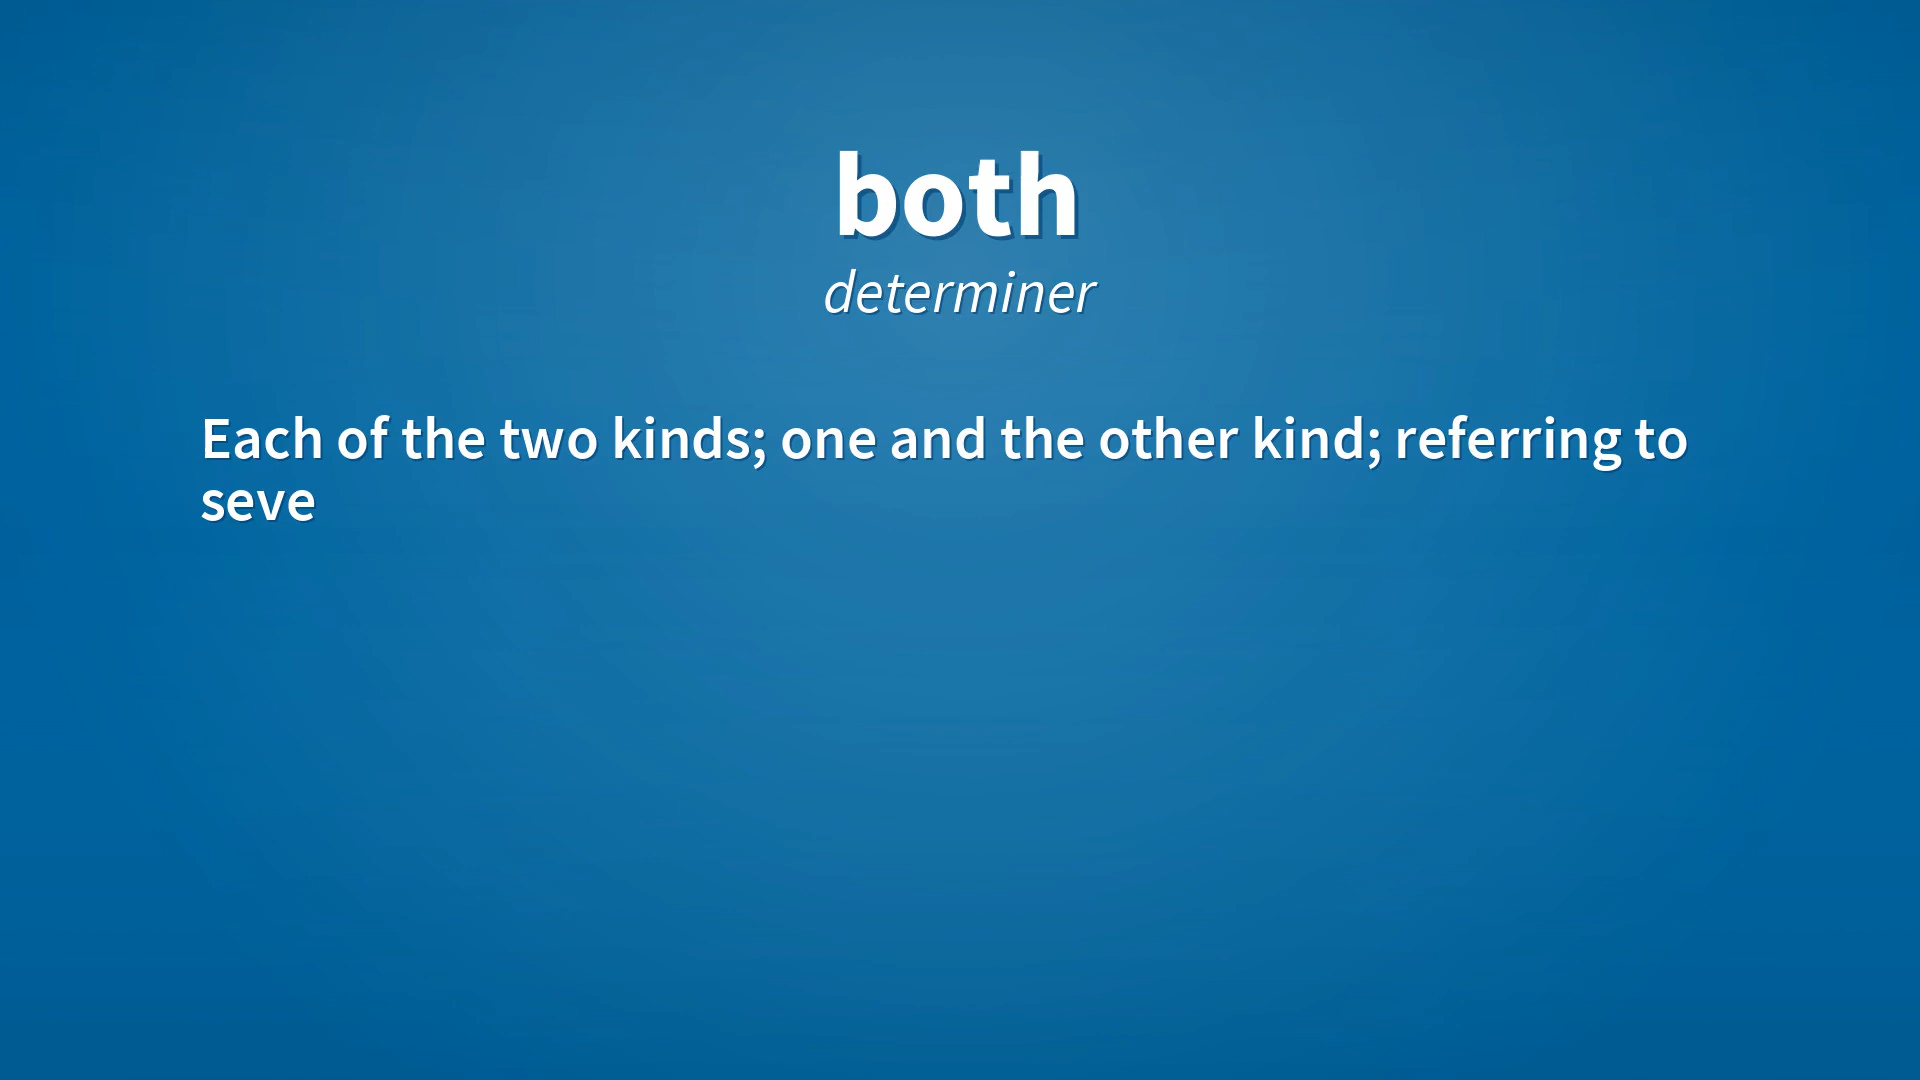 both
determiner
Each of the two kinds; one and the other kind; referring to
seve